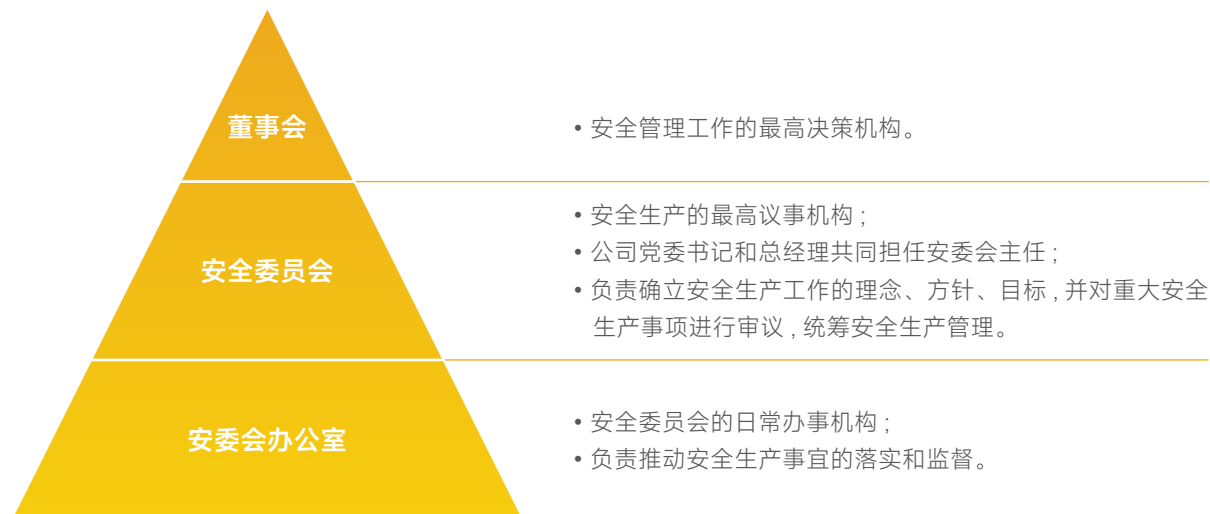 董事会
• 安全管理工作的最高决策机构。
安全委员会
• 安全生产的最高议事机构 ;
• 公司党委书记和总经理共同担任安委会主任 ;
• 负责确立安全生产工作的理念、方针、目标 , 并对重大安全
生产事项进行审议 , 统筹安全生产管理。
安委会办公室
• 安全委员会的日常办事机构 ;
• 负责推动安全生产事宜的落实和监督。